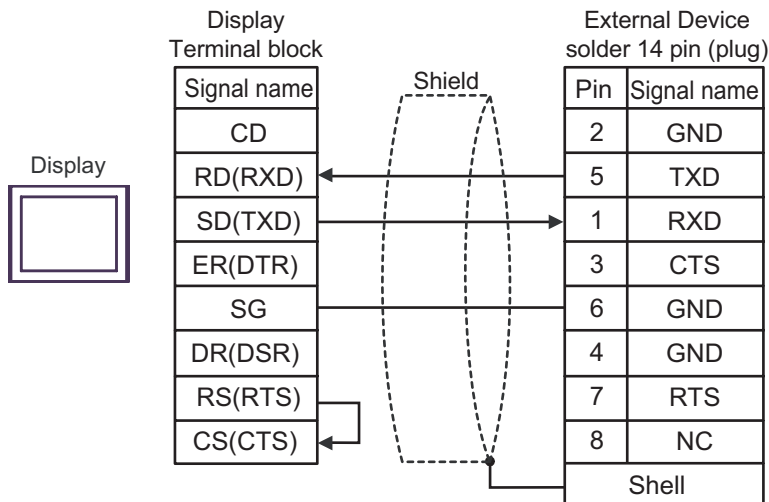 Display
Terminal block
External Device
solder 14 pin (plug)
Signal name
Shield
Pin Signal name
CD
2 GND
Display
RD(RXD)
5 TXD
SD(TXD)
1 RXD
ER(DTR)
3 CTS
SG
6 GND
DR(DSR)
4 GND
RS(RTS)
7 RTS
CS(CTS)
8 NC
Shell